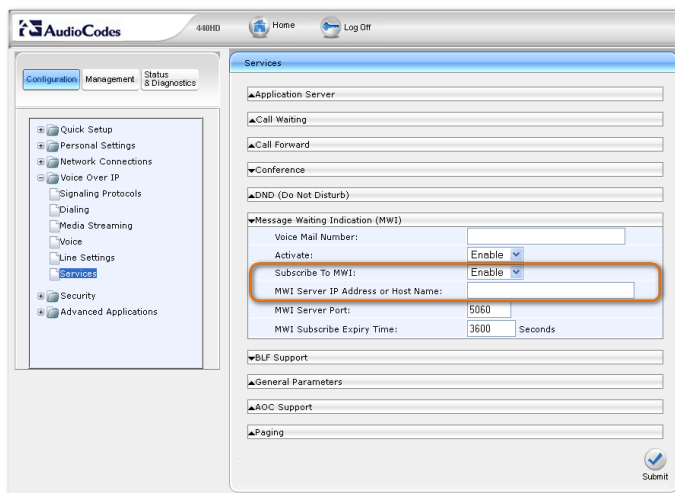 AudioCodes 440HD Home Log Off
Configuration Management Status & Diagnostics
Quick Setup
Personal Settings
Network Connections
Voice Over IP
Signaling Protocols
Dialing
Media Streaming
Voice
Line Settings
Services
Security
Advanced Applications
Services
Application Server
Call Waiting
Call Forward
Conference
DND (Do Not Disturb)
Message Waiting Indication (MWI)
Voice Mail Number:
Activate: Enable
Subscribe To MWI: Enable
MWI Server IP Address or Host Name:
MWI Server Port: 5060
MWI Subscribe Expiry Time: 3600 Seconds
BLF Support
General Parameters
AOC Support
Paging
Submit